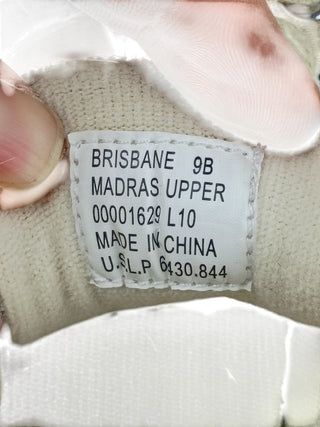 BRISBANE 9B
MADRAS UPPER
00001629 L10
MADE IN CHINA
U.S.L.P 6430.844